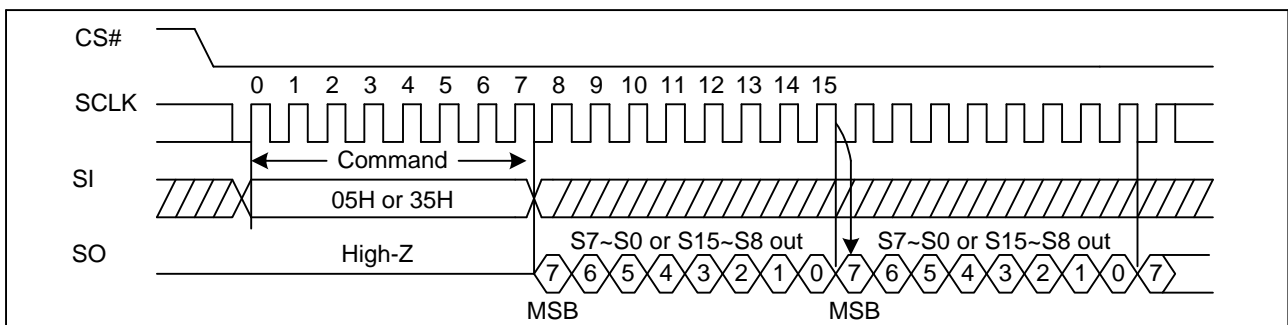 CS#
0 1 2 3 4 5 6 7 8 9 10 11 12 13 14 15
SCLK
Command
SI
05H or 35H
S7~S0 or S15~S8 out S7~S0 or S15~S8 out
SO
High-Z
7 6 5 4 3 2 1 0 7 6 5 4 3 2 1 0 7
MSB MSB